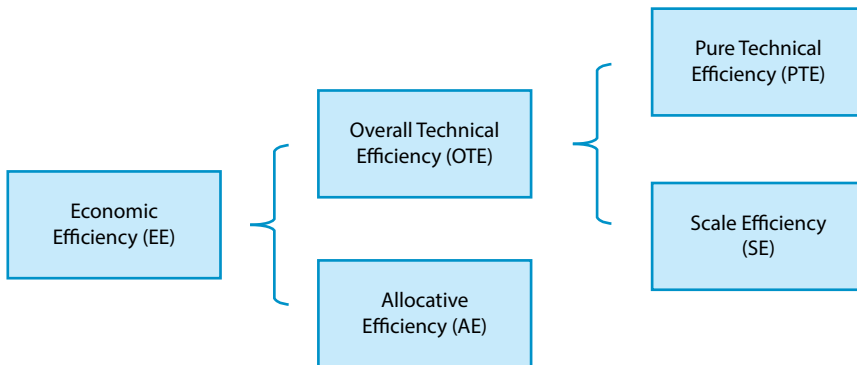 Economic
Efficiency (EE)
Overall Technical
Efficiency (OTE)
Allocative
Efficiency (AE)
Pure Technical
Efficiency (PTE)
Scale Efficiency
(SE)